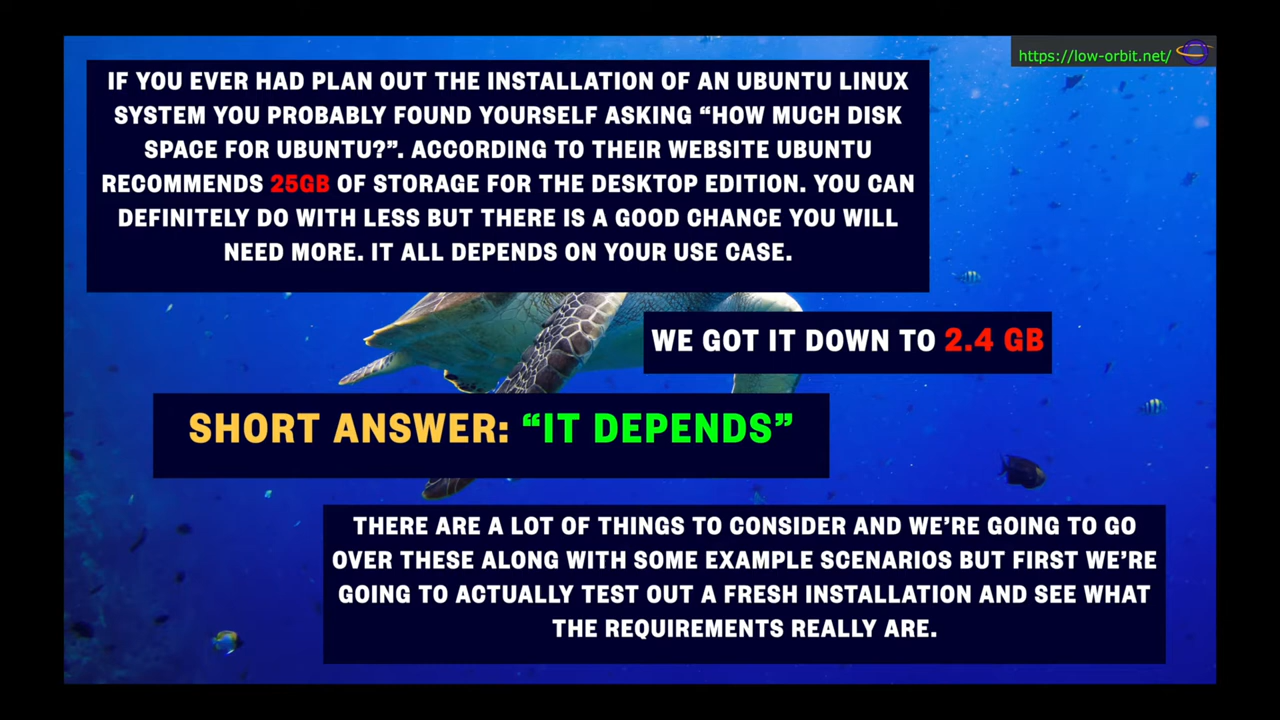 https://low-orbit.net/
IF YOU EVER HAD PLAN OUT THE INSTALLATION OF AN UBUNTU LINUX
SYSTEM YOU PROBABLY FOUND YOURSELF ASKING “HOW MUCH DISK
SPACE FOR UBUNTU?”. ACCORDING TO THEIR WEBSITE UBUNTU
RECOMMENDS 25GB OF STORAGE FOR THE DESKTOP EDITION. YOU CAN
DEFINITELY DO WITH LESS BUT THERE IS A GOOD CHANCE YOU WILL
NEED MORE. IT ALL DEPENDS ON YOUR USE CASE.
WE GOT IT DOWN TO 2.4 GB
SHORT ANSWER: “IT DEPENDS”
THERE ARE A LOT OF THINGS TO CONSIDER AND WE’RE GOING TO GO
OVER THESE ALONG WITH SOME EXAMPLE SCENARIOS BUT FIRST WE’RE
GOING TO ACTUALLY TEST OUT A FRESH INSTALLATION AND SEE WHAT
THE REQUIREMENTS REALLY ARE.